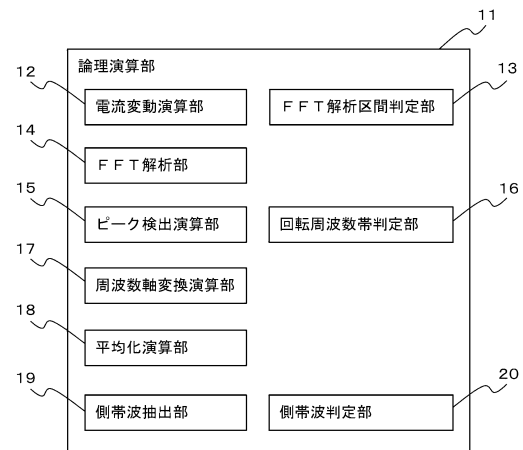 11
論理演算部
12
13
電流変動演算部
FFT解析区間判定部
14
FFT解析部
15
16
ピーク検出演算部
回転周波数帯判定部
17
周波数軸変換演算部
18
平均化演算部
19
20
側帯波抽出部
側帯波判定部